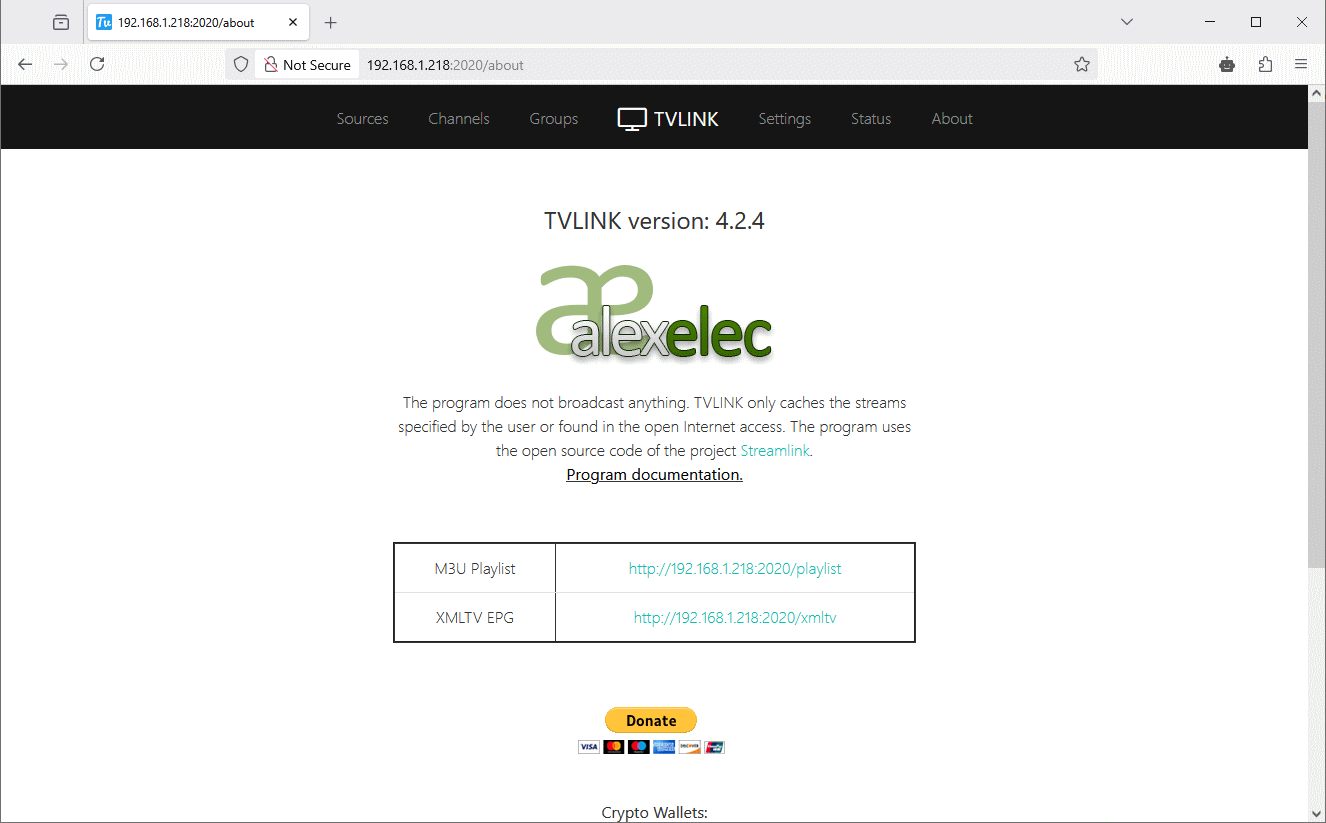 192.168.1.218:2020/about
Not Secure 192.168.1.218:2020/about
Sources Channels Groups TVLINK Settings Status About
TVLINK version: 4.2.4
æ
alexelec
The program does not broadcast anything. TVLINK only caches the streams
specified by the user or found in the open Internet access. The program uses
the open source code of the project Streamlink.
Program documentation.
M3U Playlist http://192.168.1.218:2020/playlist
XMLTV EPG http://192.168.1.218:2020/xmltv
Donate
VISA DISCOVER
Crypto Wallets: